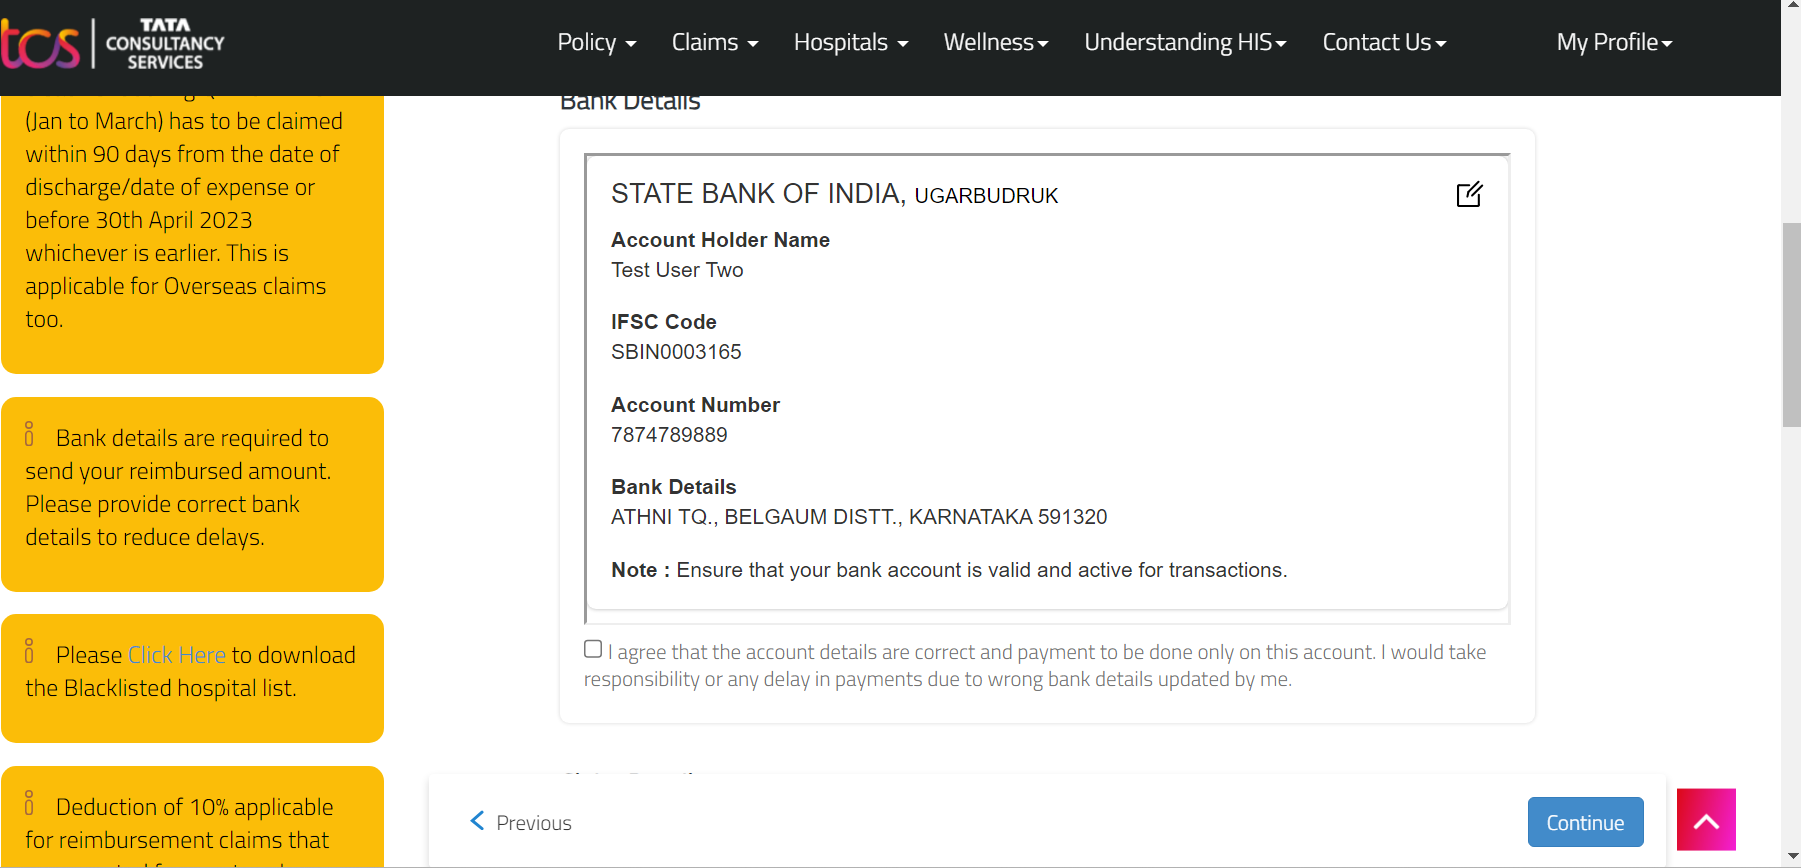 tcs TATA
CONSULTANCY
SERVICES
Policy Claims Hospitals Wellness Understanding HIS Contact Us My Profile
(Jan to March) has to be claimed
within 90 days from the date of
discharge/date of expense or
before 30th April 2023
whichever is earlier. This is
applicable for Overseas claims
too.
Bank details are required to
send your reimbursed amount.
Please provide correct bank
details to reduce delays.
Please Click Here to download
the Blacklisted hospital list.
Deduction of 10% applicable
for reimbursement claims that
Bank Details
STATE BANK OF INDIA, UGARBUDRUK
Account Holder Name
Test User Two
IFSC Code
SBIN0003165
Account Number
7874789889
Bank Details
ATHNI TQ., BELGAUM DISTT., KARNATAKA 591320
Note : Ensure that your bank account is valid and active for transactions.
I agree that the account details are correct and payment to be done only on this account. I would take
responsibility or any delay in payments due to wrong bank details updated by me.
Previous
Continue